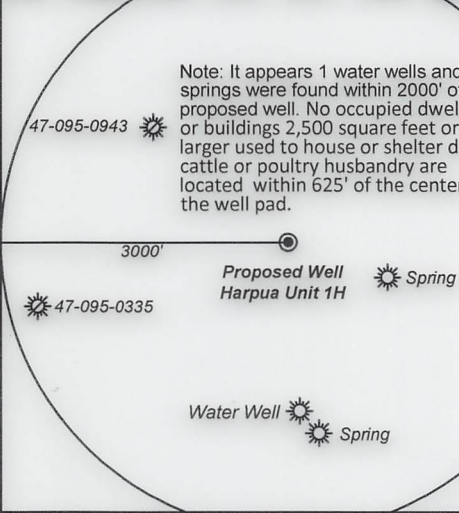 Note: It appears 1 water wells and
springs were found within 2000' o
proposed well. No occupied dwel
or buildings 2,500 square feet or
larger used to house or shelter d
cattle or poultry husbandry are
located within 625' of the center
the well pad.
47-095-0943
3000'
Proposed Well
Harpua Unit 1H
Spring
47-095-0335
Water Well
Spring